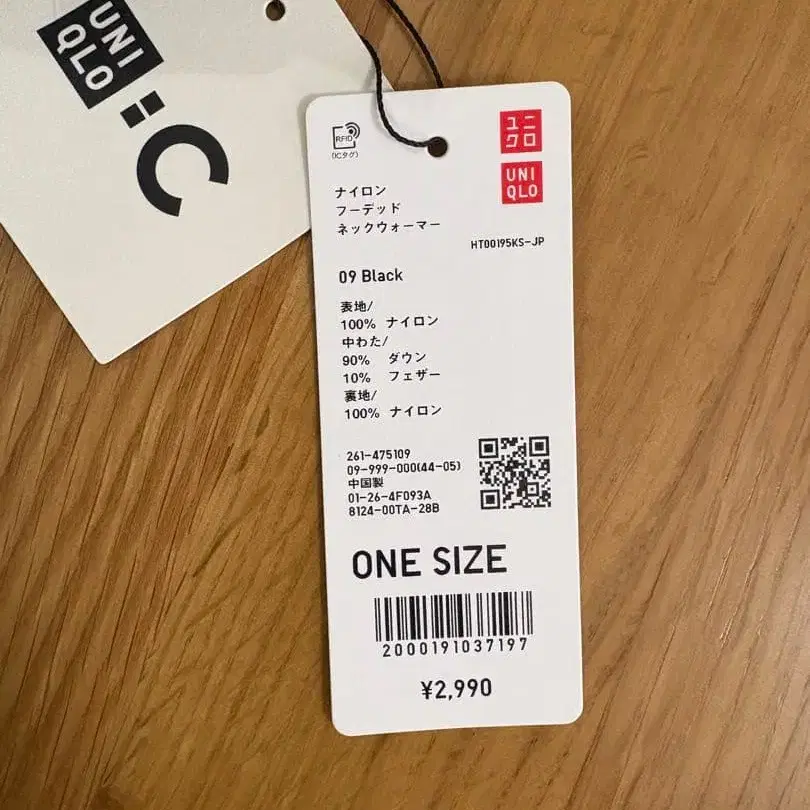 UNI
QLO
: C
RFID
(ICタグ)
ユニ
クロ
UNI
QLO
ナイロン
フーデッド
ネックウォーマー
HT00195KS-JP
09 Black
表地/
100% ナイロン
中わた/
90% ダウン
10% フェザー
裏地/
100% ナイロン
261-475109
09-999-000(44-05)
中国製
01-26-4F093A
8124-00TA-28B
ONE SIZE
2000191037197
¥2,990